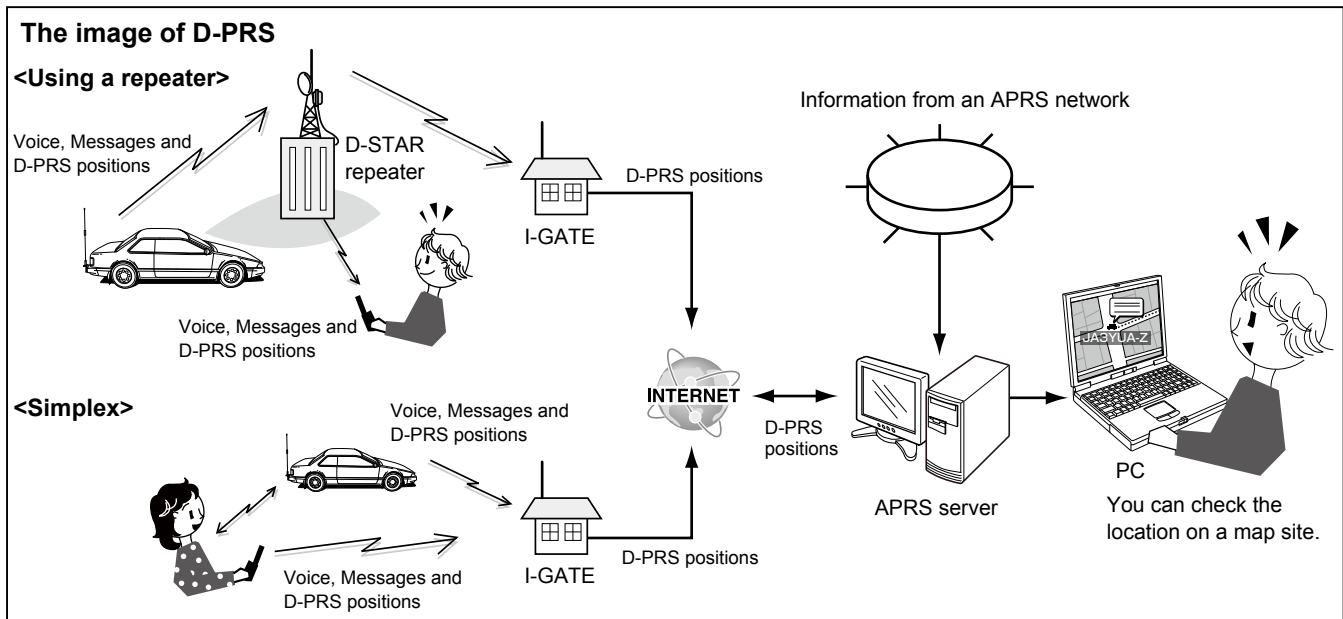 The image of D-PRS
<Using a repeater>
Voice, Messages and
D-PRS positions
D-STAR
repeater
Voice, Messages and
D-PRS positions
I-GATE
D-PRS positions
Information from an APRS network
<Simplex>
Voice, Messages and
D-PRS positions
Voice, Messages and
D-PRS positions
I-GATE
D-PRS positions
INTERNET
D-PRS
positions
APRS server
JA3YUA-Z
PC
You can check the
location on a map site.